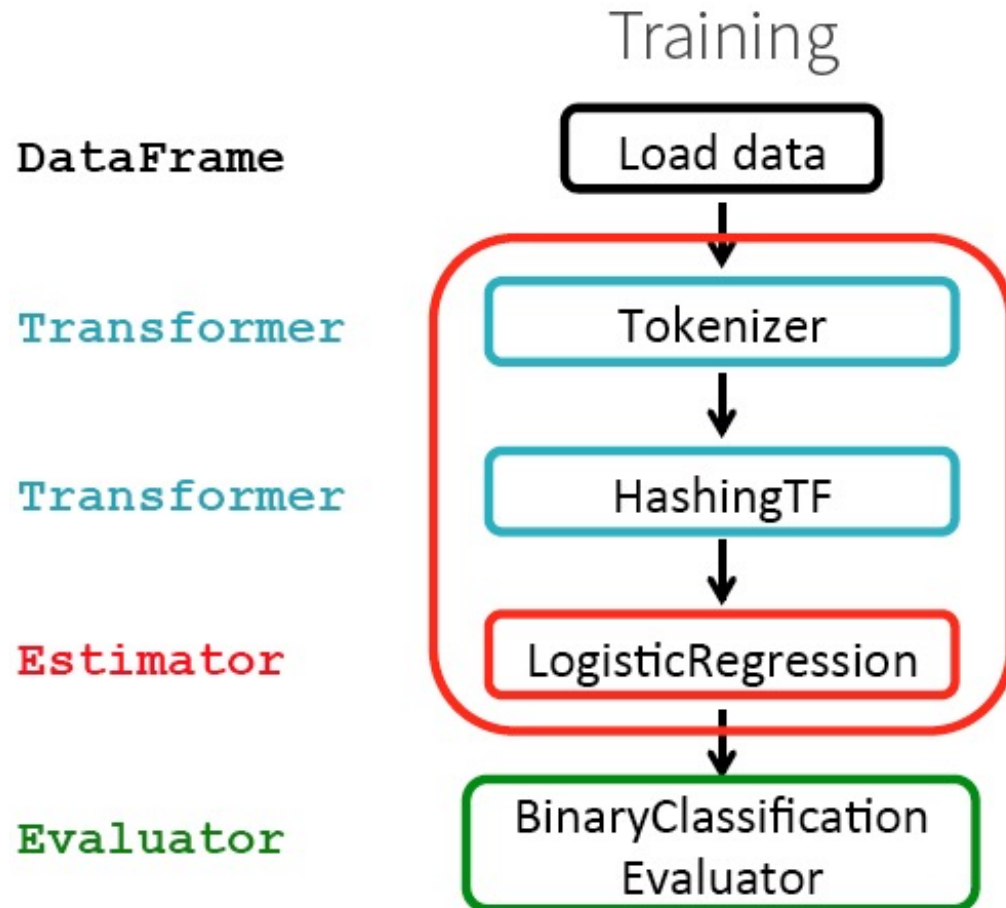 Training
DataFrame
Load data
Transformer
Tokenizer
Transformer
HashingTF
Estimator
LogisticRegression
Evaluator
BinaryClassification
Evaluator